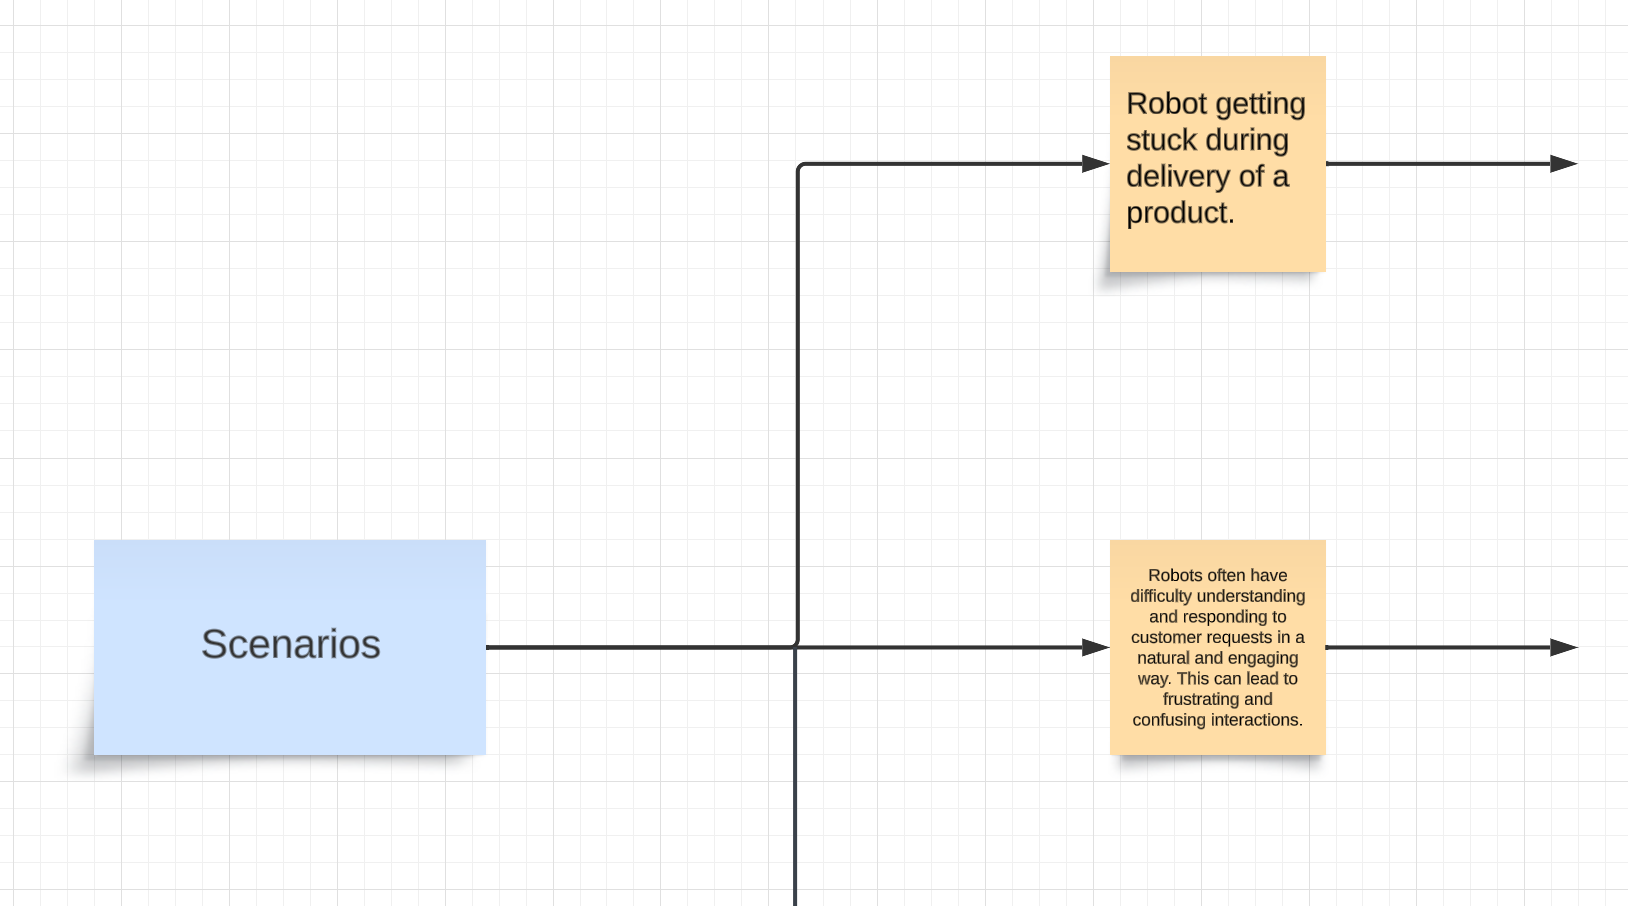 Robot getting
stuck during
delivery of a
product.
Scenarios
Robots often have
difficulty understanding
and responding to
customer requests in a
natural and engaging
way. This can lead to
frustrating and
confusing interactions.